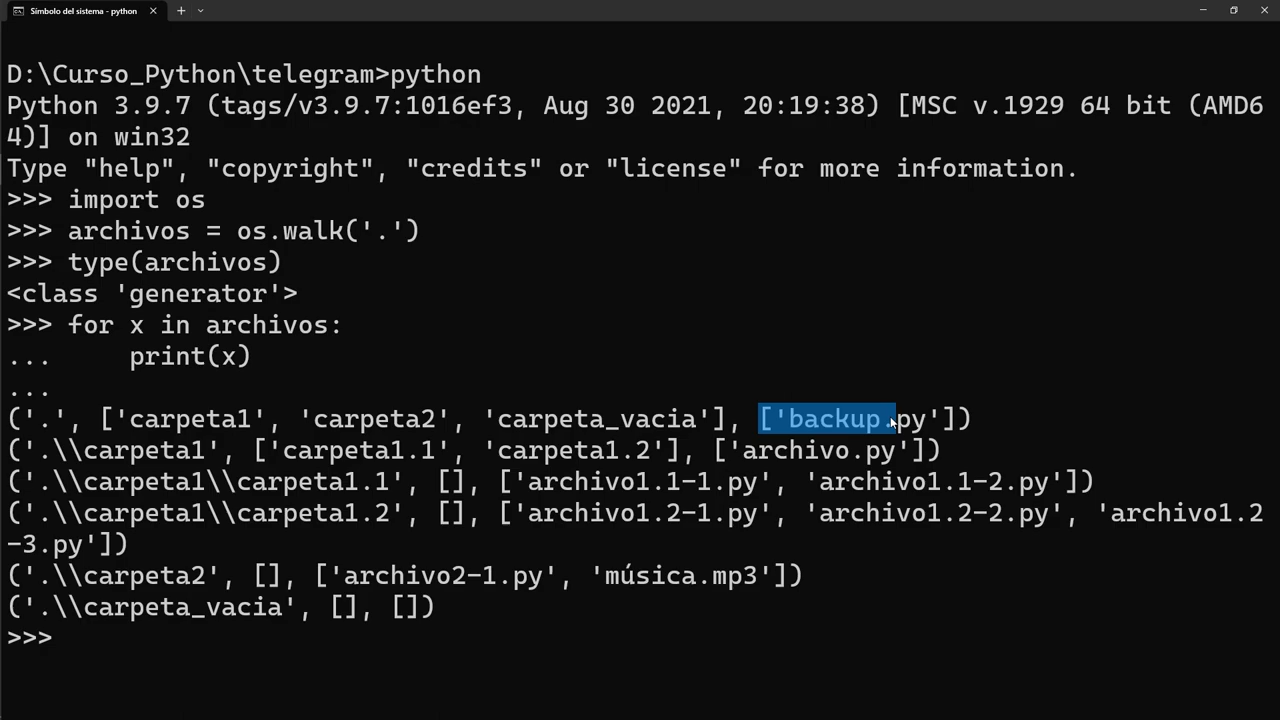 Símbolo del sistema - python
D:\Curso_Python\telegram>python
Python 3.9.7 (tags/v3.9.7:1016ef3, Aug 30 2021, 20:19:38) [MSC v.1929 64 bit (AMD6
4)] on win32
Type "help", "copyright", "credits" or "license" for more information.
>>> import os
>>> archivos = os.walk('.')
>>> type(archivos)
<class 'generator'>
>>> for x in archivos:
...     print(x)
...
('.', ['carpeta1', 'carpeta2', 'carpeta_vacia'], ['backup.py'])
('.\\carpeta1', ['carpeta1.1', 'carpeta1.2'], ['archivo.py'])
('.\\carpeta1\\carpeta1.1', [], ['archivo1.1-1.py', 'archivo1.1-2.py'])
('.\\carpeta1\\carpeta1.2', [], ['archivo1.2-1.py', 'archivo1.2-2.py', 'archivo1.2
-3.py'])
('.\\carpeta2', [], ['archivo2-1.py', 'música.mp3'])
('.\\carpeta_vacia', [], [])
>>>